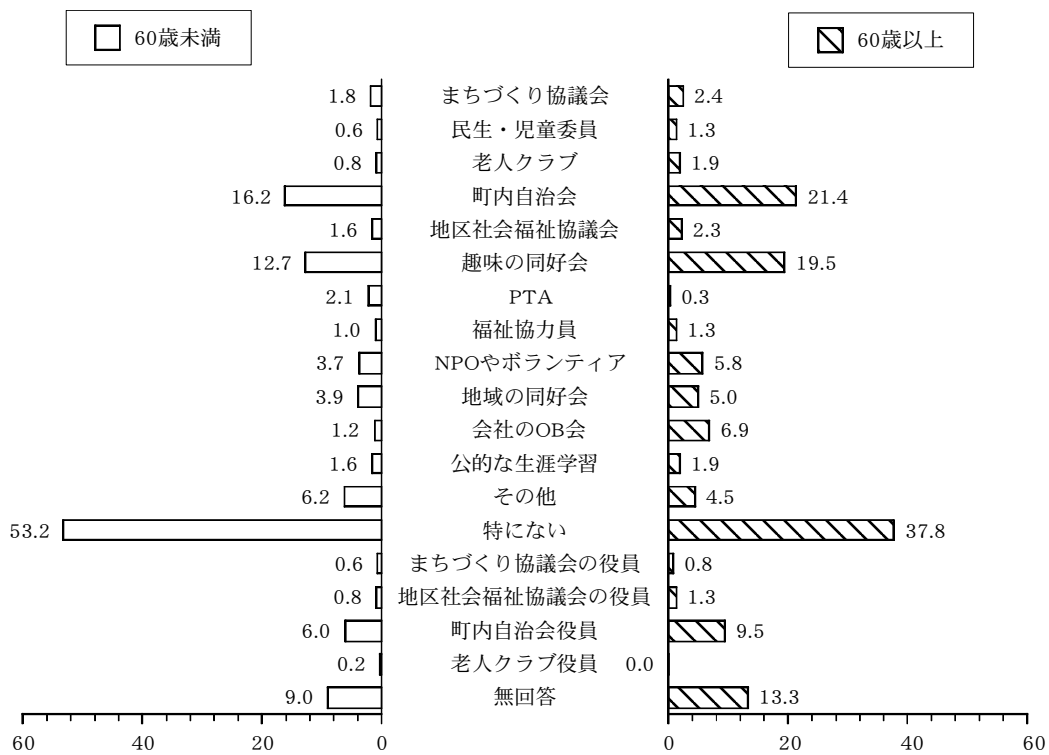 60歳未満 60歳以上
1.8 まちづくり協議会 2.4
0.6 民生・児童委員 1.3
0.8 老人クラブ 1.9
16.2 町内自治会 21.4
1.6 地区社会福祉協議会 2.3
12.7 趣味の同好会 19.5
2.1 PTA 0.3
1.0 福祉協力員 1.3
3.7 NPOやボランティア 5.8
3.9 地域の同好会 5.0
1.2 会社のOB会 6.9
1.6 公的な生涯学習 1.9
6.2 その他 4.5
53.2 特にない 37.8
0.6 まちづくり協議会の役員 0.8
0.8 地区社会福祉協議会の役員 1.3
6.0 町内自治会役員 9.5
0.2 老人クラブ役員 0.0
9.0 無回答 13.3
60 40 20 0 0 20 40 60